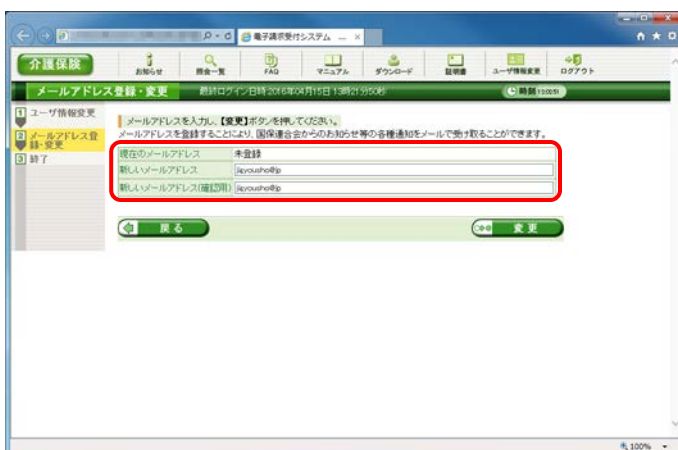 電子請求受付システム - ...
介護保険
お知らせ
照会一覧
FAQ
マニュアル
ダウンロード
証明書
ユーザ情報変更
ログアウト
メールアドレス登録・変更
最終ログイン日時:2016年04月15日 13時21分50秒
時刻
1 ユーザ情報変更
2 メールアドレス登録・変更
3 終了
メールアドレスを入力し、【変更】ボタンを押してください。
メールアドレスを登録することにより、国保連合会からのお知らせ等の各種通知をメールで受け取ることができます。
現在のメールアドレス 未登録
新しいメールアドレス jigyousho@jp
新しいメールアドレス(確認用) jigyousho@jp
戻る
変更
100%